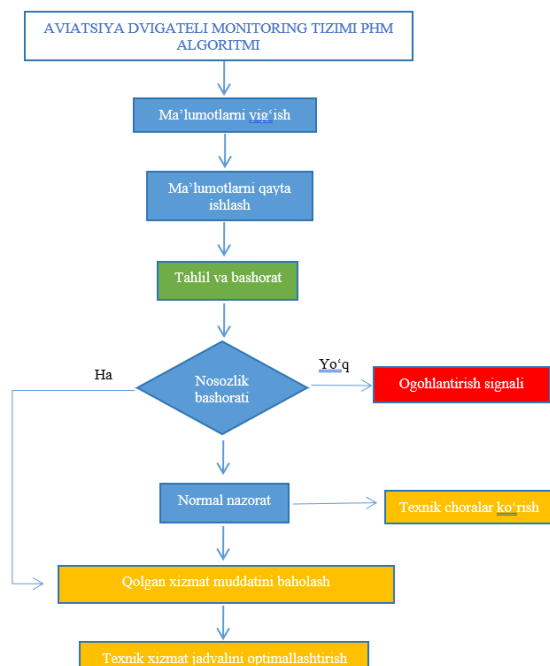 AVIATSIYA DVIGATELI MONITORING TIZIMI PHM
ALGORITMI
Ma’lumotlarni yig‘ish
Ma’lumotlarni qayta
ishlash
Tahlil va bashorat
Ha
Nosozlik
bashorati
Yo‘q
Ogohlantirish signali
Normal nazorat
Texnik choralar ko‘rish
Qolgan xizmat muddatini baholash
Texnik xizmat jadvalini optimallashtirish